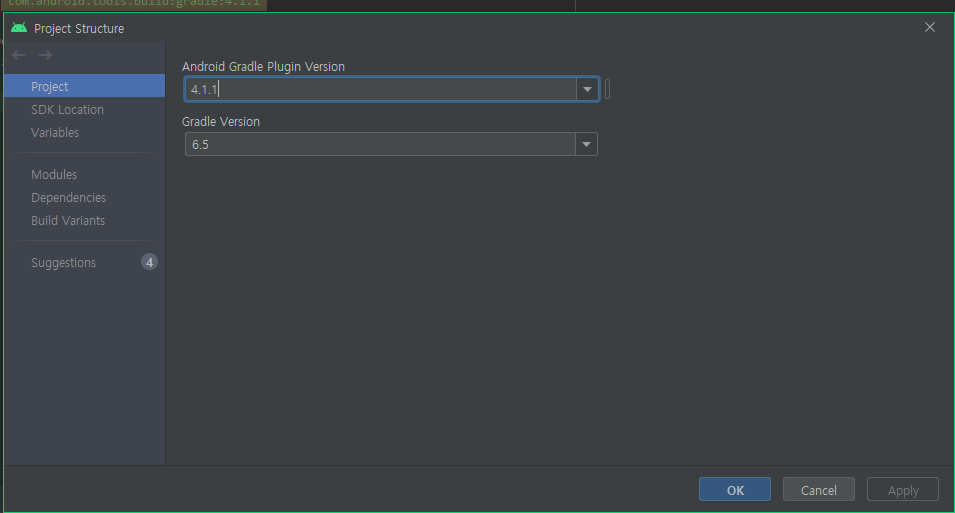 com.android.tools.build:gradle:4.1.1
Project Structure
Project
SDK Location
Variables
Modules
Dependencies
Build Variants
Suggestions 4
Android Gradle Plugin Version
4.1.1
Gradle Version
6.5
OK Cancel Apply